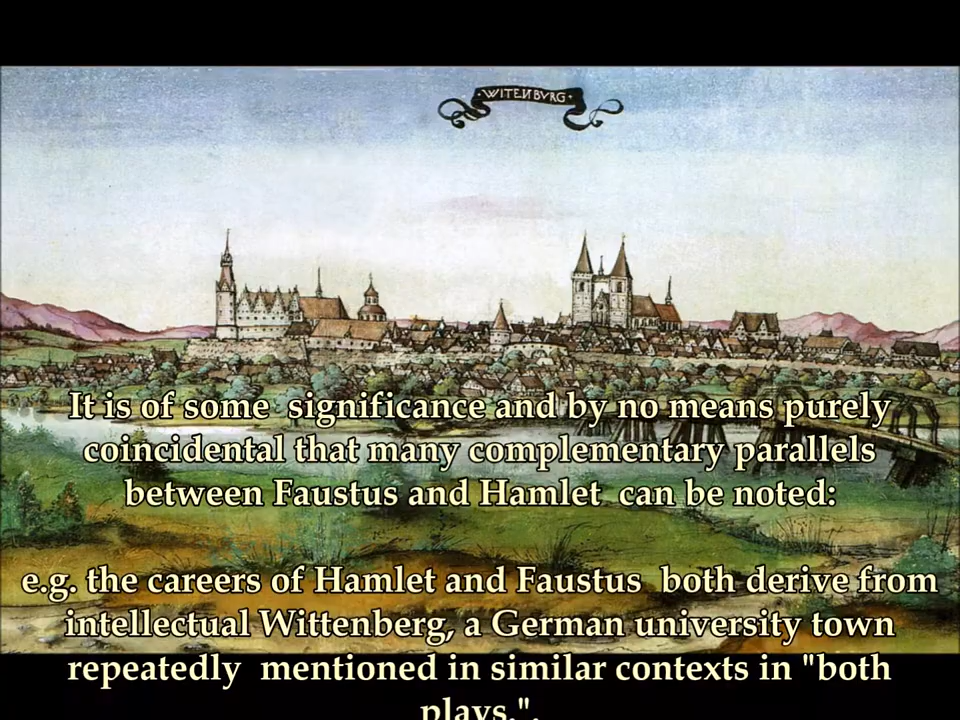 WITENBVRG
It is of some significance and by no means purely
coincidental that many complementary parallels
between Faustus and Hamlet can be noted:
e.g. the careers of Hamlet and Faustus both derive from
intellectual Wittenberg, a German university town
repeatedly mentioned in similar contexts in "both
plays.".